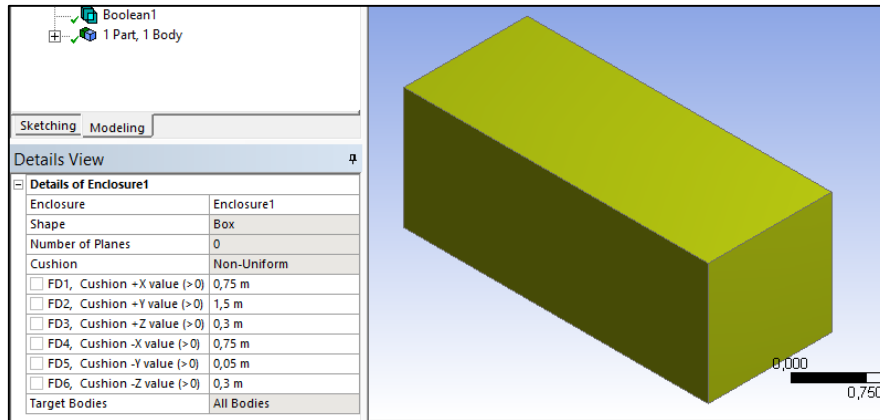 Boolean1
1 Part, 1 Body
Sketching Modeling
Details View
Details of Enclosure1
Enclosure Enclosure1
Shape Box
Number of Planes 0
Cushion Non-Uniform
FD1, Cushion +X value (>0) 0,75 m
FD2, Cushion +Y value (>0) 1,5 m
FD3, Cushion +Z value (>0) 0,3 m
FD4, Cushion -X value (>0) 0,75 m
FD5, Cushion -Y value (>0) 0,05 m
FD6, Cushion -Z value (>0) 0,3 m
Target Bodies All Bodies
0,000
0,750